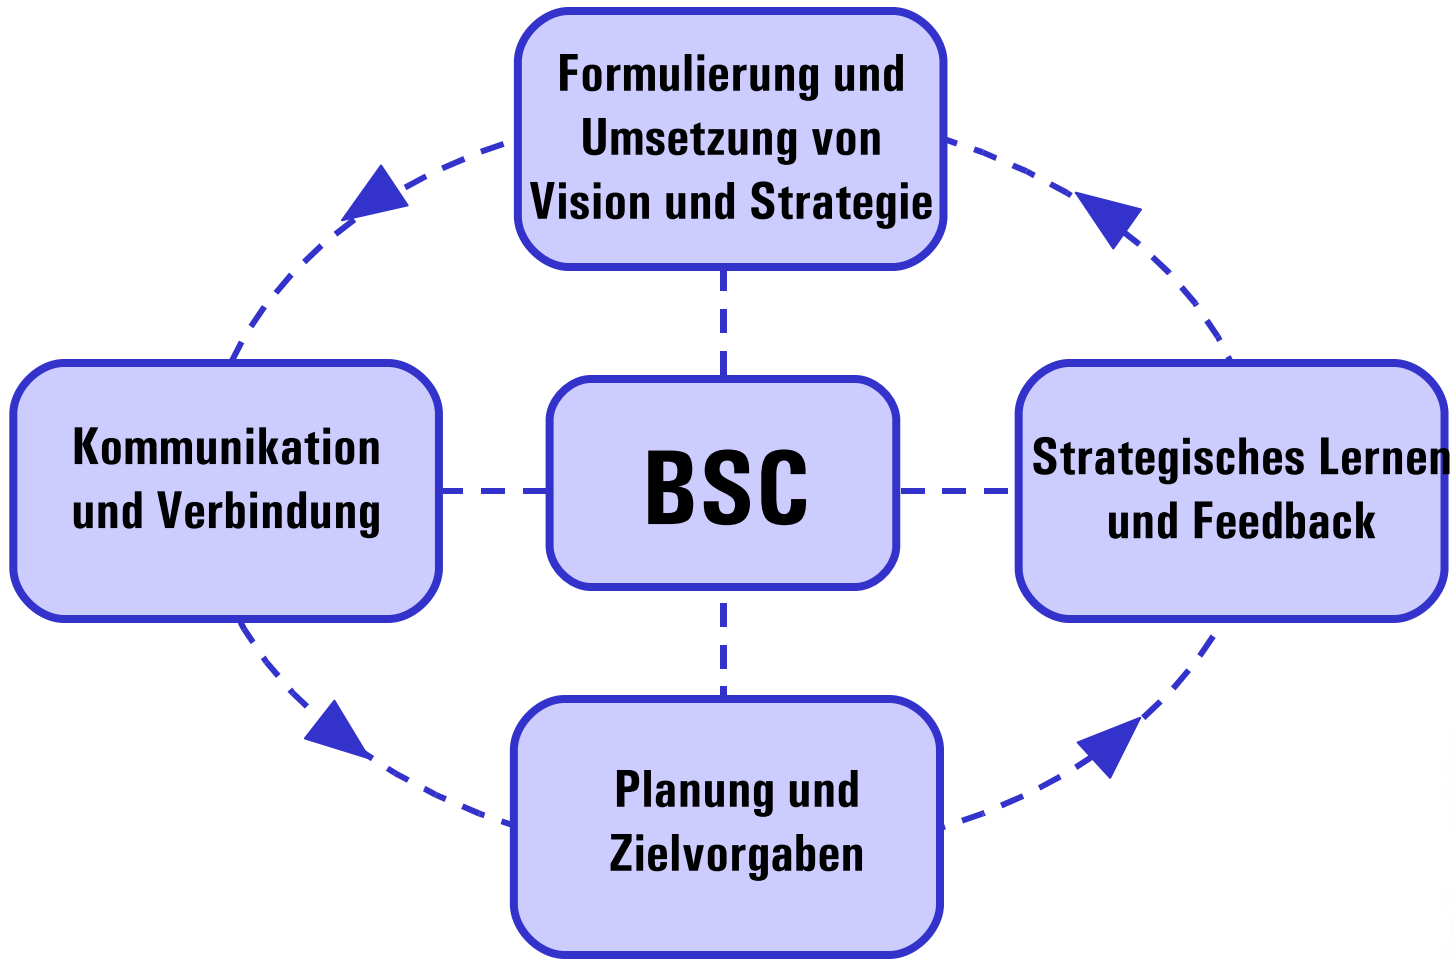 Formulierung und
Umsetzung von
Vision und Strategie
Kommunikation
und Verbindung
BSC
Strategisches Lernen
und Feedback
Planung und
Zielvorgaben